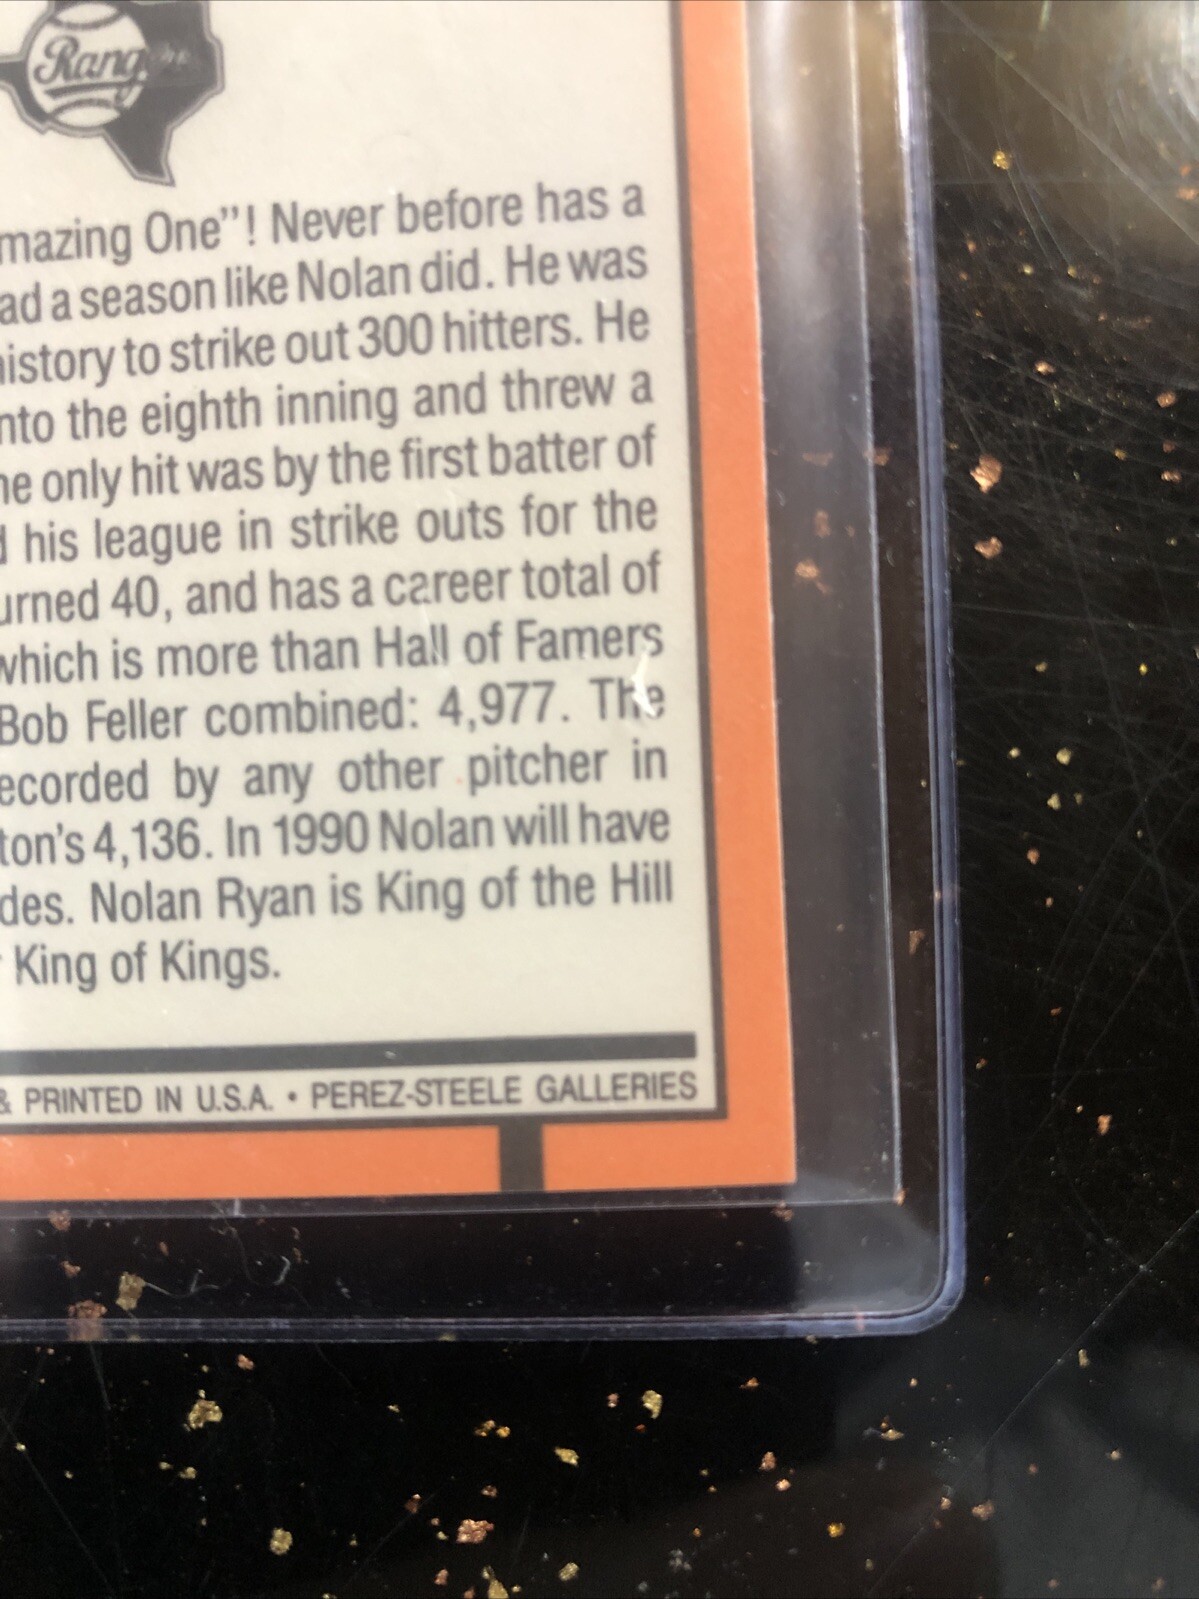 Rang
mazing One"! Never before has a
ad a season like Nolan did. He was
history to strike out 300 hitters. He
nto the eighth inning and threw a
he only hit was by the first batter of
d his league in strike outs for the
urned 40, and has a career total of
which is more than Hall of Famers
Bob Feller combined: 4,977. The
ecorded by any other pitcher in
ton's 4,136. In 1990 Nolan will have
des. Nolan Ryan is King of the Hill
King of Kings.
& PRINTED IN U.S.A. • PEREZ-STEELE GALLERIES